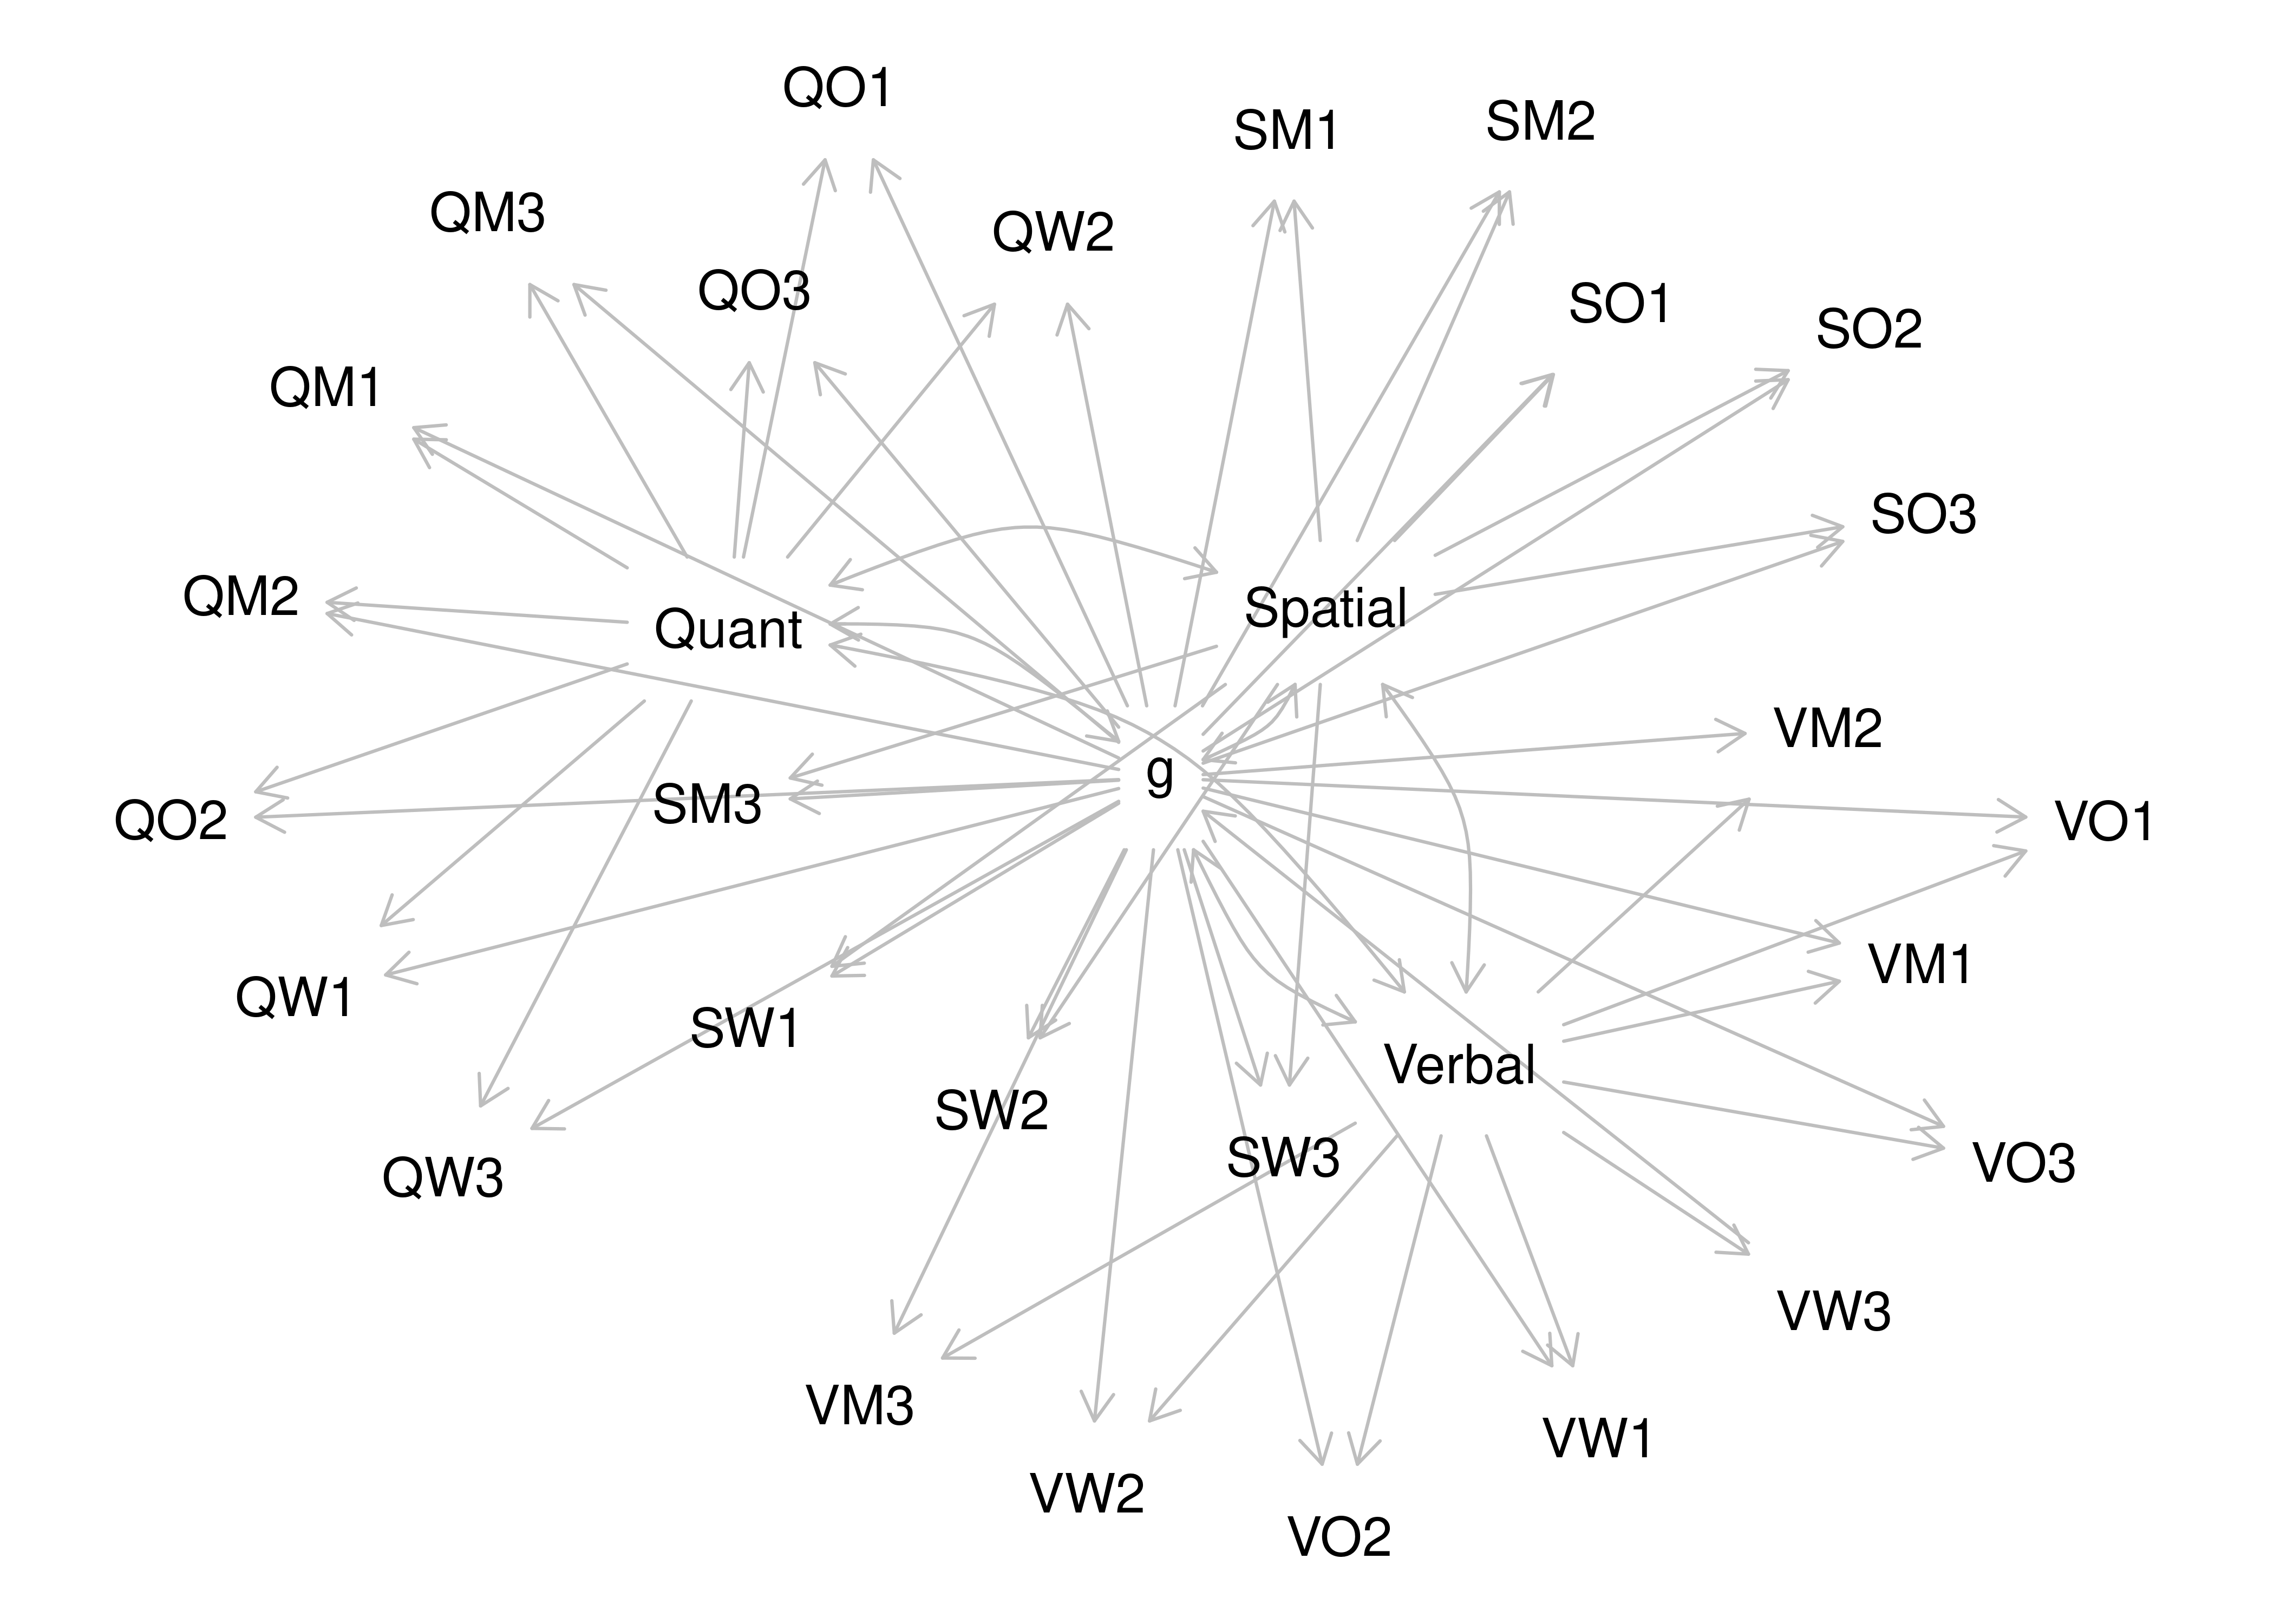 QO1
SM1
SM2
QM3
QW2
QO3
SO1
SO2
QM1
SO3
QM2
Quant
Spatial
VM2
g
SM3
QO2
VO1
VM1
QW1
SW1
Verbal
SW2
SW3
VO3
QW3
VW3
VM3
VW1
VW2
VO2